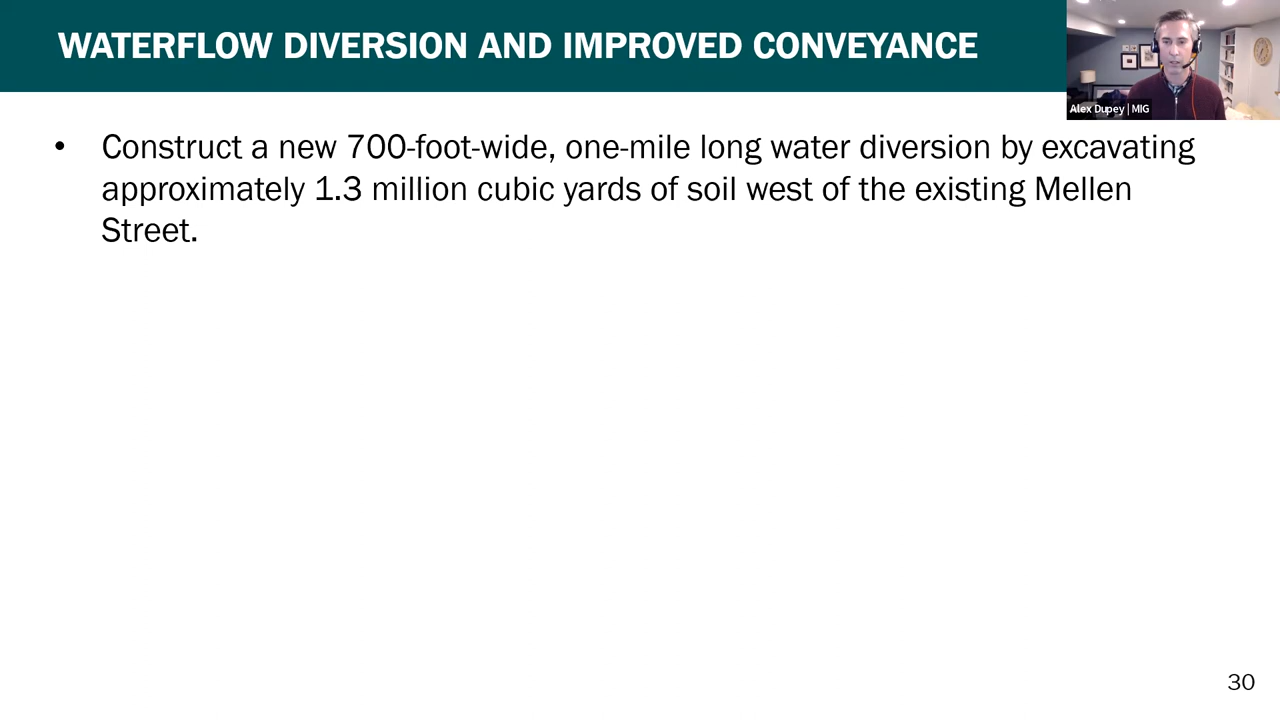 WATERFLOW DIVERSION AND IMPROVED CONVEYANCE
Alex Dupey | MIG
• Construct a new 700-foot-wide, one-mile long water diversion by excavating
approximately 1.3 million cubic yards of soil west of the existing Mellen
Street.
30